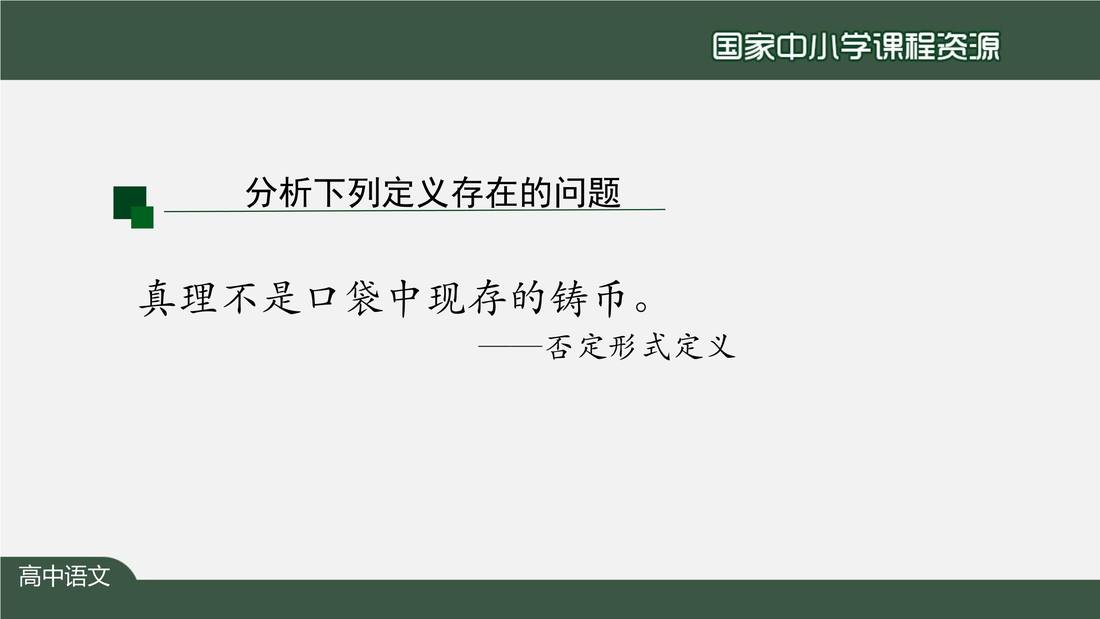 国家中小学课程资源
分析下列定义存在的问题
真理不是口袋中现存的铸币。
——否定形式定义
高中语文